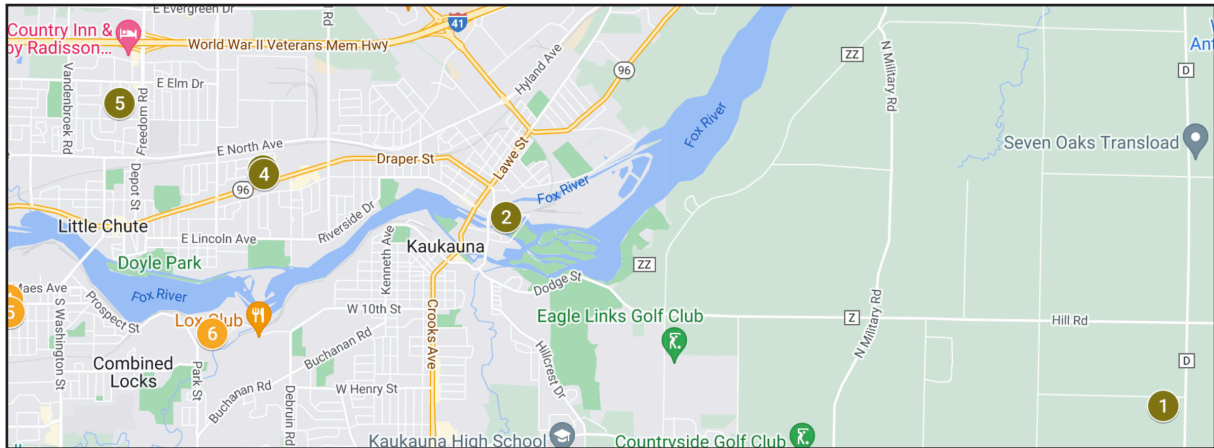 E Evergreen Dr
Country Inn &
by Radisson...
41
World War II Veterans Mem Hwy
Hyland Ave
N Military Rd
ZZ
D
Ant
96
Vandenbroek Rd
Freedom Rd
E Elm Dr
5
Fox River
Seven Oaks Transload
E North Ave
Draper St
Lawe St
4
96
Depot St
Riverside Dr
Fox River
2
Little Chute
E Lincoln Ave
Kaukauna
Kenneth Ave
Doyle Park
ZZ
Dodge St
Maes Ave
S Washington St
Prospect St
Fox River
Lox Club
6
W 10th St
Crooks Ave
Eagle Links Golf Club
Z
Hill Rd
N Military Rd
Combined
Locks
Park St
Buchanan Rd
Buchanan Rd
Debruin Rd
W Henry St
Hillcrest Dr
D
1
Kaukauna High School
Countryside Golf Club